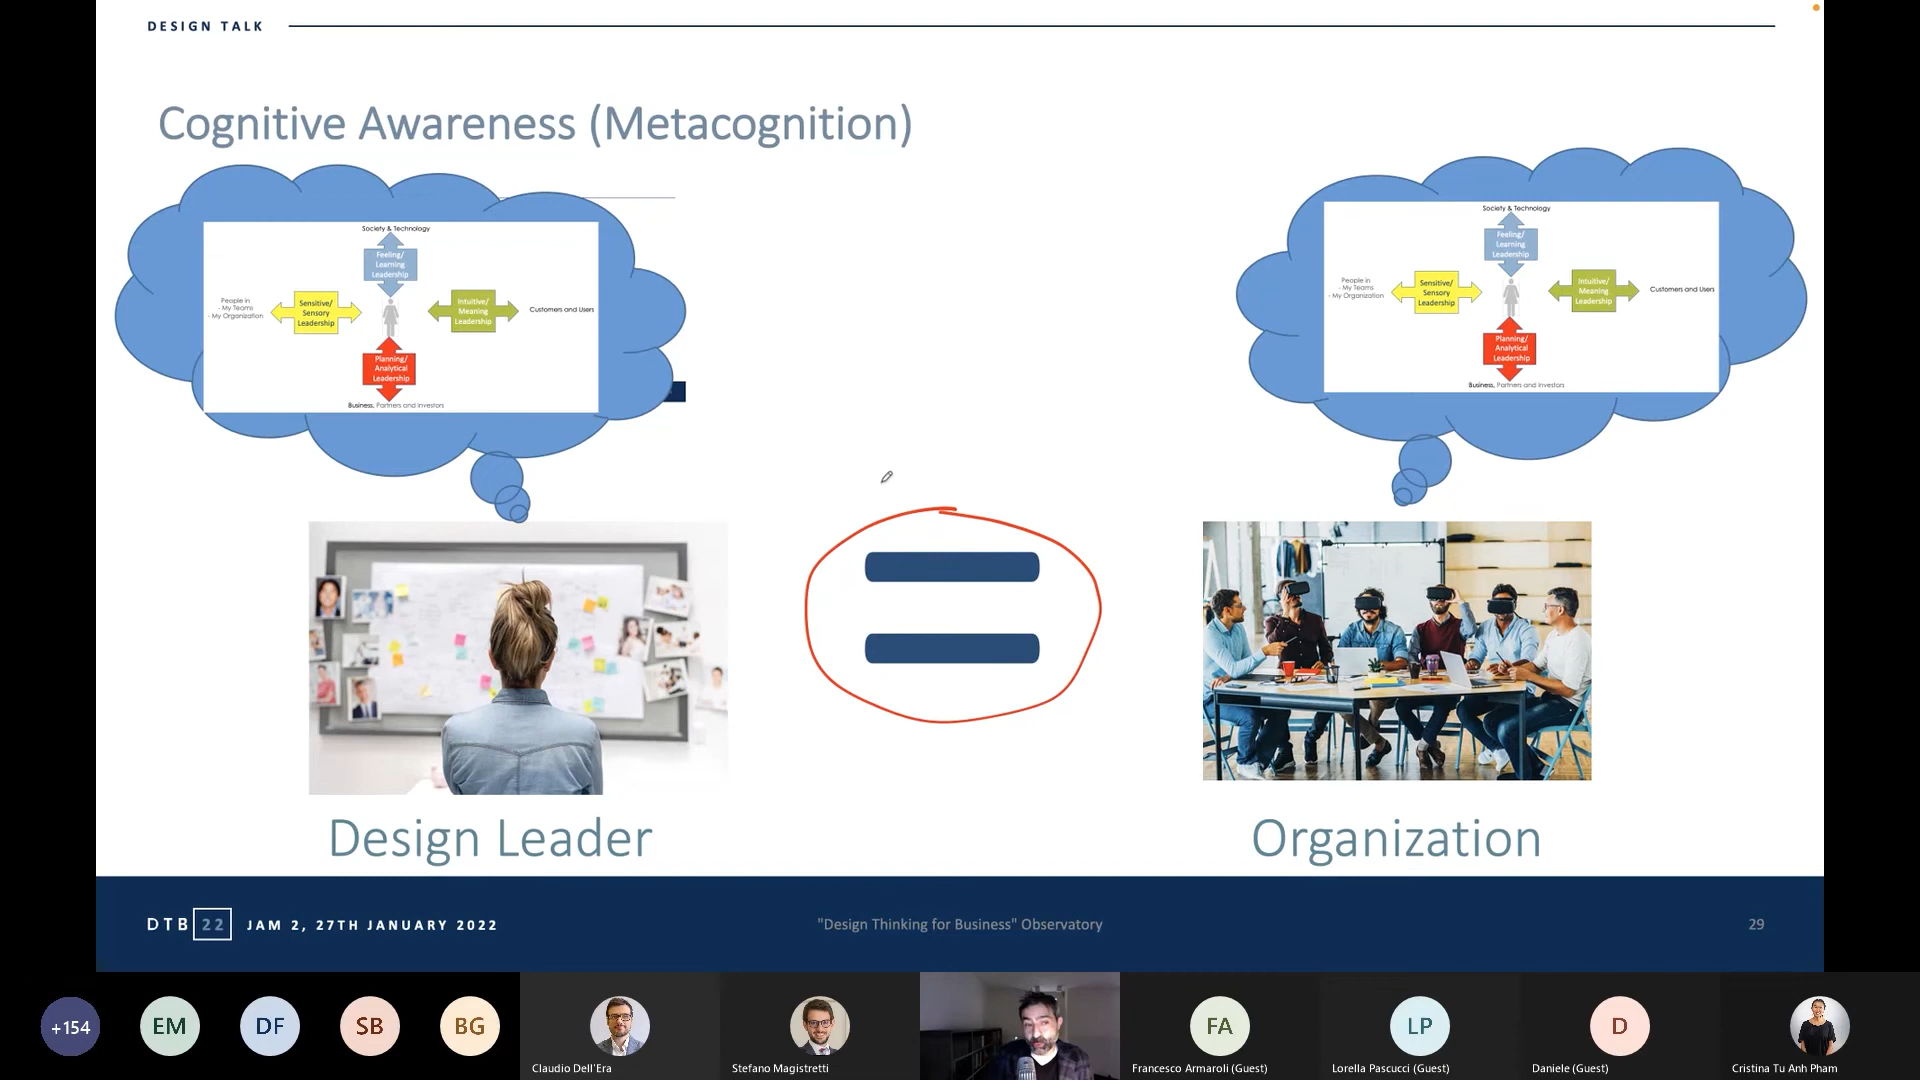 DESIGN TALK
Cognitive Awareness (Metacognition)
Society & Technology
Feeling/
Learning
Leadership
People in
- My Teams
- My Organization
Sensitive/
Sensory
Leadership
Intuitive/
Meaning
Leadership
Customers and Users
Planning/
Analytical
Leadership
Business, Partners and Investors
Society & Technology
Feeling/
Learning
Leadership
People in
- My Teams
- My Organization
Sensitive/
Sensory
Leadership
Intuitive/
Meaning
Leadership
Customers and Users
Planning/
Analytical
Leadership
Business, Partners and Investors
Design Leader
Organization
DTB 22 JAM 2, 27TH JANUARY 2022
"Design Thinking for Business" Observatory
29
+154
EM
DF
SB
BG
FA
LP
D
Claudio Dell'Era
Stefano Magistretti
Francesco Armaroli (Guest)
Lorella Pascucci (Guest)
Daniele (Guest)
Cristina Tu Anh Pham